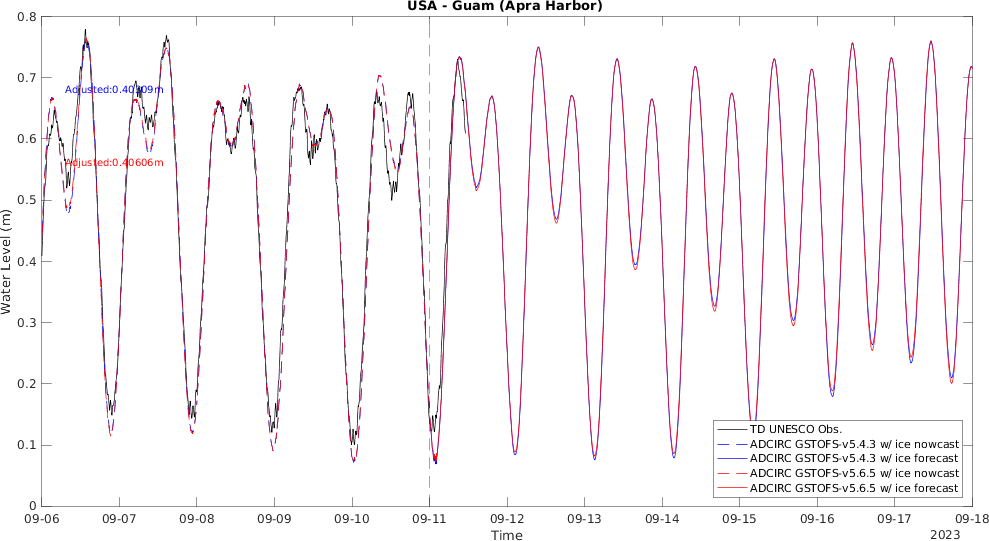 USA - Guam (Apra Harbor)
0.8
0.7
0.6
0.5
0.4
0.3
0.2
0.1
0
Water Level (m)
Adjusted:0.40409m
Adjusted:0.40606m
TD UNESCO Obs.
ADCIRC GSTOFS-v5.4.3 w/ ice nowcast
ADCIRC GSTOFS-v5.4.3 w/ ice forecast
ADCIRC GSTOFS-v5.6.5 w/ ice nowcast
ADCIRC GSTOFS-v5.6.5 w/ ice forecast
09-06 09-07 09-08 09-09 09-10 09-11 09-12 09-13 09-14 09-15 09-16 09-17 09-18
Time
2023